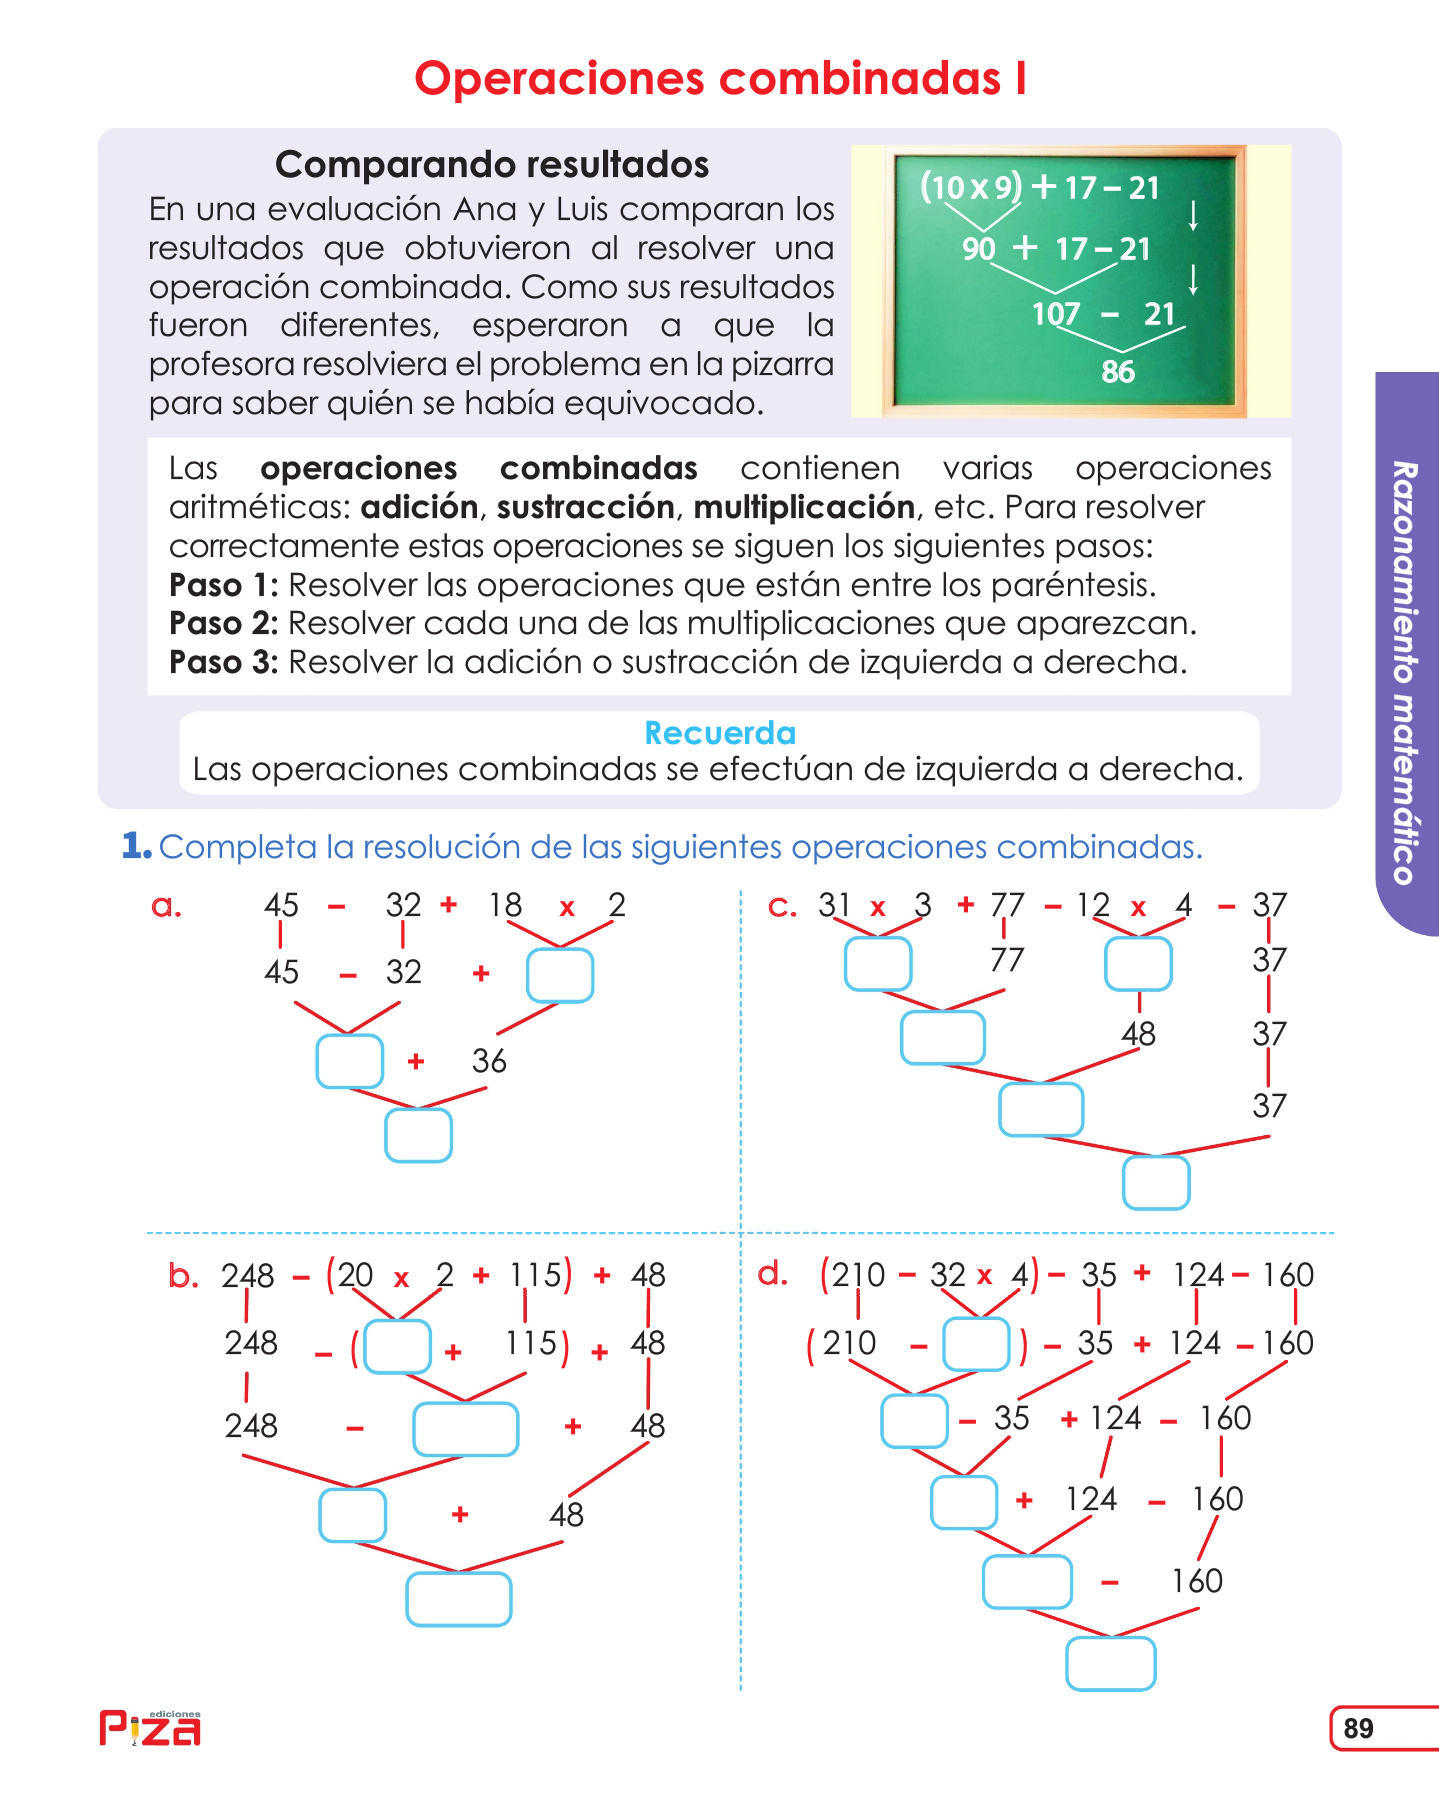 Operaciones combinadas I
Comparando resultados
En una evaluación Ana y Luis comparan los
resultados que obtuvieron al resolver una
operación combinada. Como sus resultados
fueron diferentes, esperaron a que la
profesora resolviera el problema en la pizarra
para saber quién se había equivocado.
(10 x 9) + 17 – 21
90 + 17 – 21
107 – 21
86
Las operaciones combinadas contienen varias operaciones
aritméticas: adición, sustracción, multiplicación, etc. Para resolver
correctamente estas operaciones se siguen los siguientes pasos:
Paso 1: Resolver las operaciones que están entre los paréntesis.
Paso 2: Resolver cada una de las multiplicaciones que aparezcan.
Paso 3: Resolver la adición o sustracción de izquierda a derecha.
Recuerda
Las operaciones combinadas se efectúan de izquierda a derecha.
Razonamiento matemático
1. Completa la resolución de las siguientes operaciones combinadas.
a. 45 – 32 + 18 x 2
45 – 32 +
+ 36
c. 31 x 3 + 77 – 12 x 4 – 37
77 37
48 37
37
b. 248 – (20 x 2 + 115) + 48
248 – ( + 115) + 48
248 – + 48
+ 48
d. (210 – 32 x 4) – 35 + 124 – 160
(210 – ) – 35 + 124 – 160
– 35 + 124 – 160
+ 124 – 160
– 160
ediciones
Piza
89